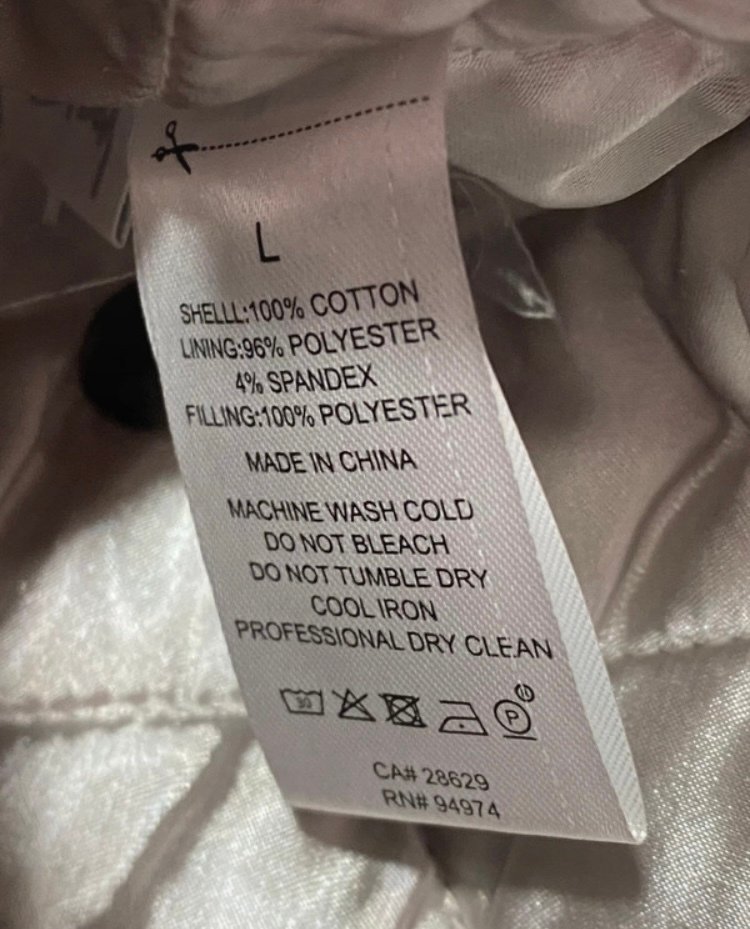 L
SHELLL:100% COTTON
LINING:96% POLYESTER
4% SPANDEX
FILLING:100% POLYESTER
MADE IN CHINA
MACHINE WASH COLD
DO NOT BLEACH
DO NOT TUMBLE DRY
COOL IRON
PROFESSIONAL DRY CLEAN
30 P
CA# 28629
RN# 94974